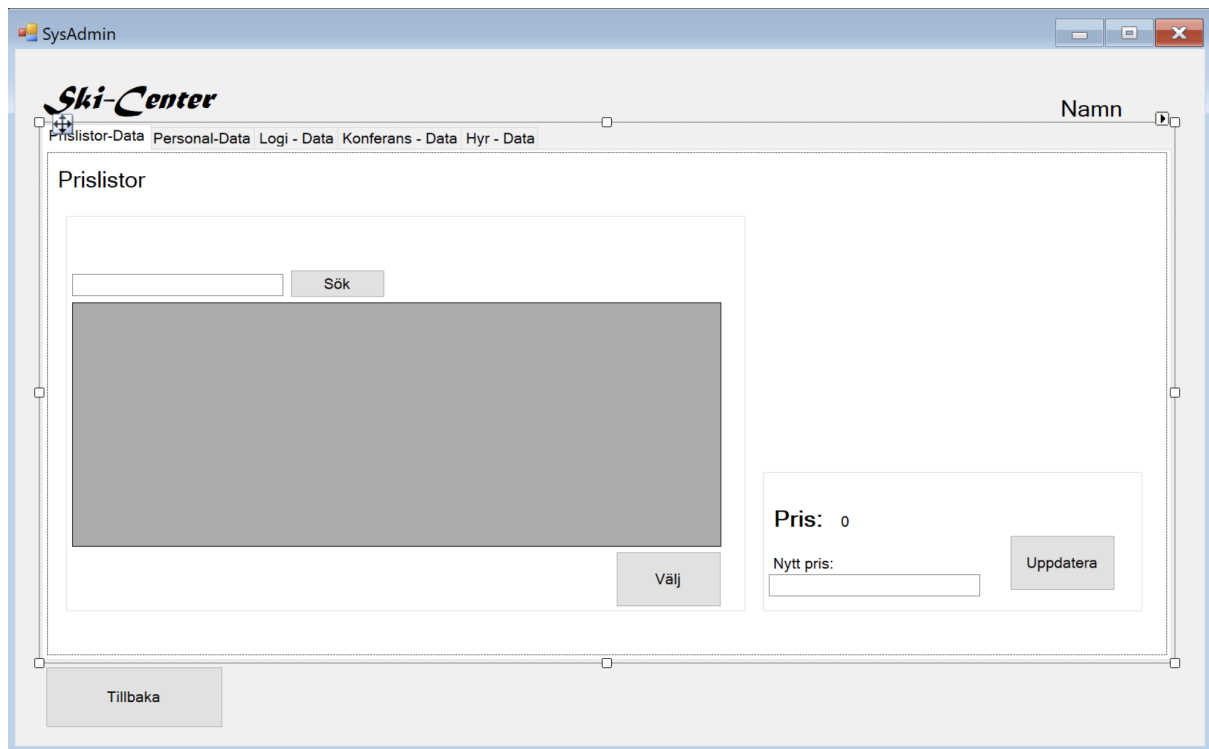 SysAdmin
Ski-Center
Namn
Prislistor-Data Personal-Data Logi - Data Konferans - Data Hyr - Data
Prislistor
Sök
Pris: 0
Nytt pris:
Uppdatera
Välj
Tillbaka